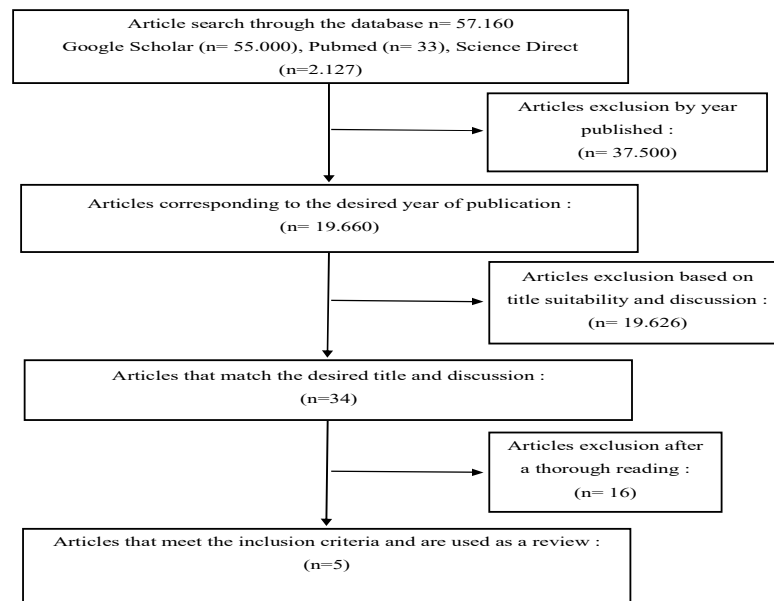 Article search through the database n= 57.160
Google Scholar (n= 55.000), Pubmed (n= 33), Science Direct
(n=2.127)
Articles exclusion by year
published :
(n= 37.500)
Articles corresponding to the desired year of publication :
(n= 19.660)
Articles exclusion based on
title suitability and discussion :
(n= 19.626)
Articles that match the desired title and discussion :
(n=34)
Articles exclusion after
a thorough reading :
(n= 16)
Articles that meet the inclusion criteria and are used as a review :
(n=5)